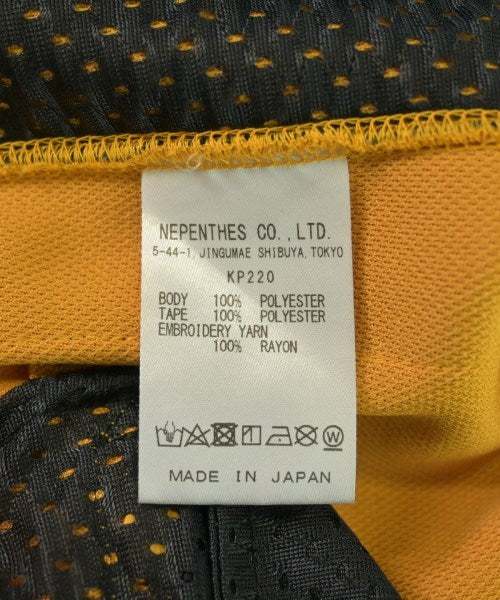 NEPENTHES CO.,LTD.
5-44-1,JINGUMAE SHIBUYA,TOKYO
KP220
BODY 100% POLYESTER
TAPE 100% POLYESTER
EMBROIDERY YARN
100% RAYON
W
MADE IN JAPAN